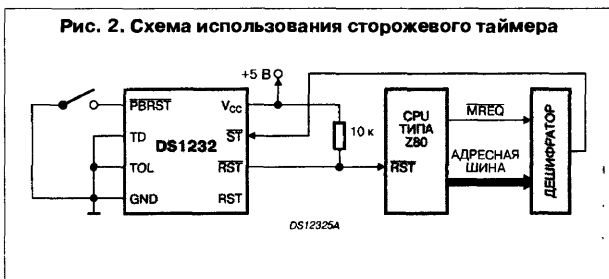 Рис. 2. Схема использования сторожевого таймера
+5 В
PBRST
TD
TOL
GND
DS1232
VCC
ST
RST
RST
10 к
CPU
ТИПА
Z80
RST
MREQ
АДРЕСНАЯ
ШИНА
ДЕШИФРАТОР
DS12325A